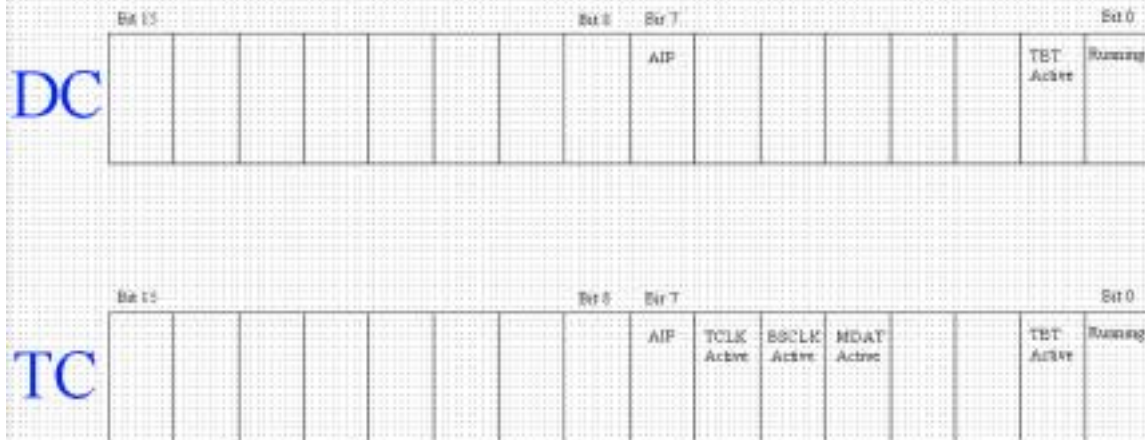 Bit 15 Bit 8 Bit 7 Bit 0
DC
AIP TBT Running
Active
Bit 15 Bit 8 Bit 7 Bit 0
TC
AIP TCLK BSCLK MDAT TBT Running
Active Active Active Active